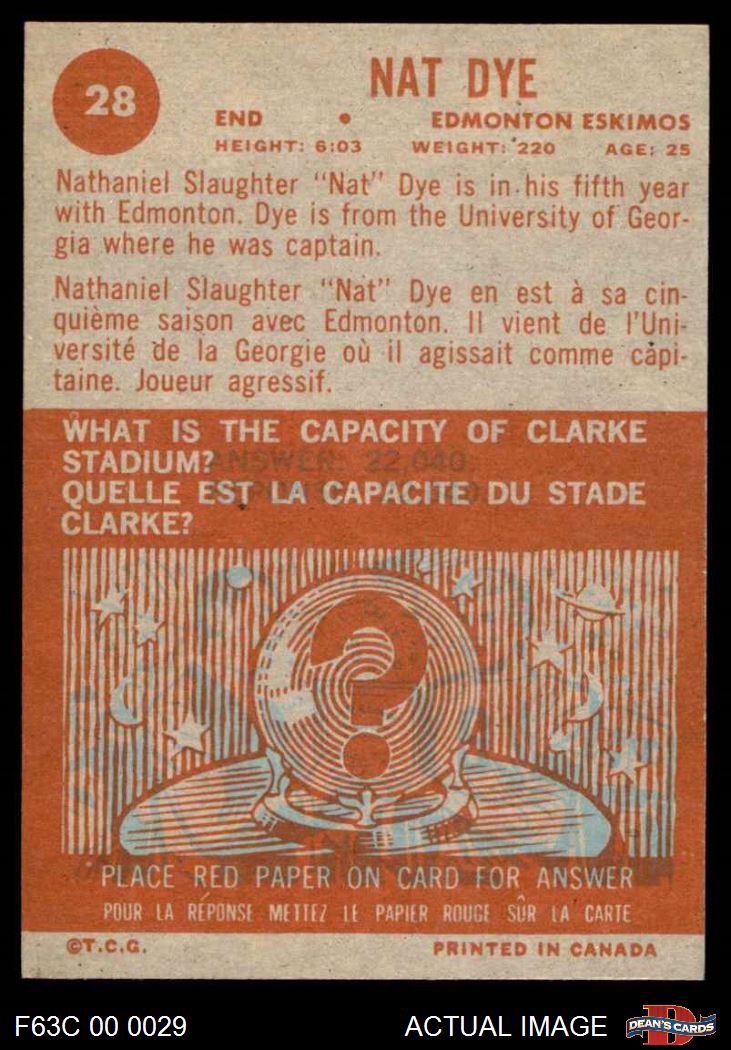 28
NAT DYE
END • EDMONTON ESKIMOS
HEIGHT: 6:03 WEIGHT: 220 AGE: 25
Nathaniel Slaughter "Nat" Dye is in his fifth year
with Edmonton. Dye is from the University of Geor-
gia where he was captain.
Nathaniel Slaughter "Nat" Dye en est à sa cin-
quième saison avec Edmonton. Il vient de l'Uni-
versité de la Georgie où il agissait comme capi-
taine. Joueur agressif.
WHAT IS THE CAPACITY OF CLARKE
STADIUM?
ANSWER: 22,040.
QUELLE EST LA CAPACITE DU STADE
CLARKE?
?
PLACE RED PAPER ON CARD FOR ANSWER
POUR LA RÉPONSE METTEZ LE PAPIER ROUGE SUR LA CARTE
©T.C.G. PRINTED IN CANADA
F63C 00 0029 ACTUAL IMAGE DEAN'S CARDS